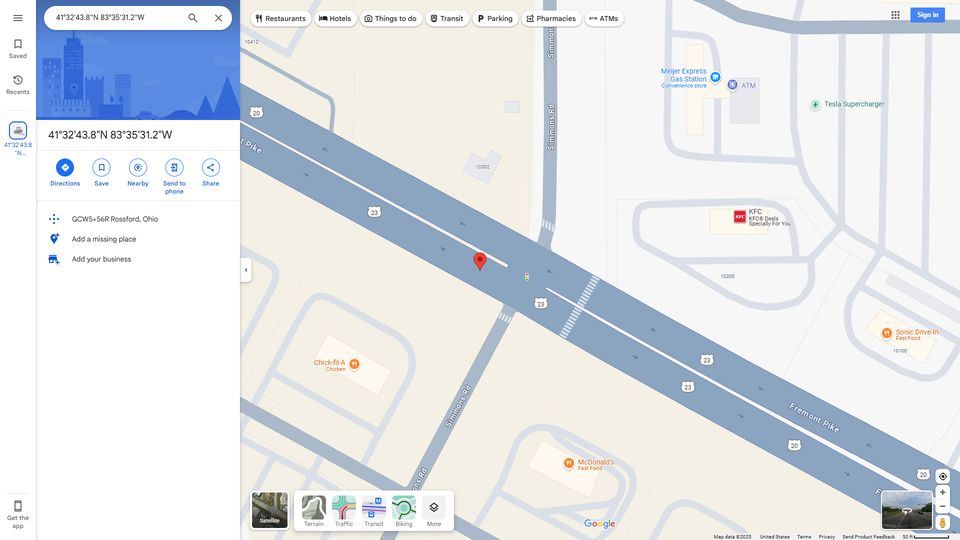 41°32'43.8"N 83°35'31.2"W
Restaurants
Hotels
Things to do
Transit
Parking
Pharmacies
ATMs
Sign in
Saved
Recents
41°32'43.8
"N...
Get the
app
41°32'43.8"N 83°35'31.2"W
Directions
Save
Nearby
Send to
phone
Share
GCW5+56R Rossford, Ohio
Add a missing place
Add your business
10412
20
23
10302
Simmons Rd
Simmons Rd
Meijer Express
Gas Station
Convenience store
ATM
Tesla Supercharger
KFC
KFC® Deals
Specially For You
10200
Sonic Drive-In
Fast Food
10100
23
23
23
Fremont Pike
20
20
Chick-fil-A
Chicken
Simmons Rd
McDonald's
Fast Food
Satellite
Terrain
Traffic
Transit
Biking
More
Google
Map data ©2025
United States
Terms
Privacy
Send Product Feedback
50 ft